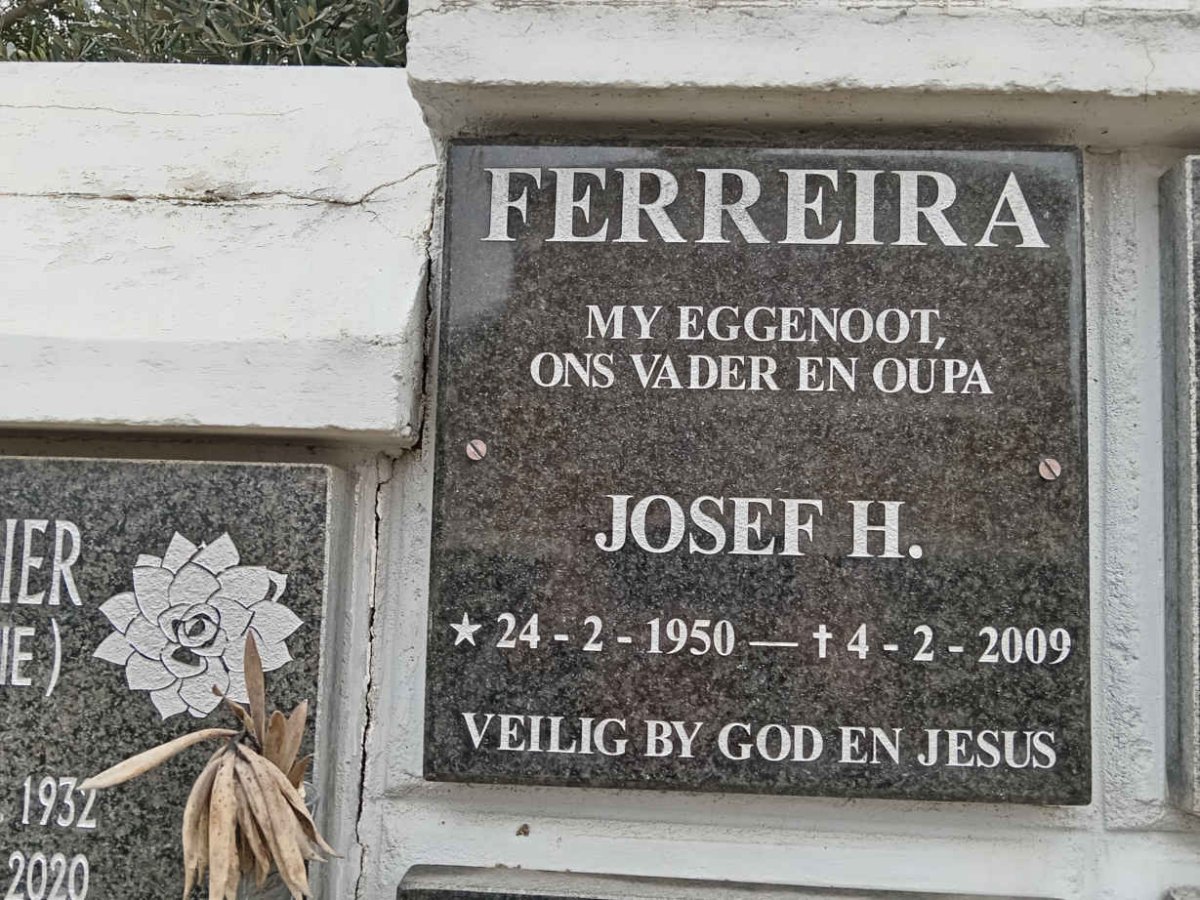 FERREIRA
MY EGGENOOT,
ONS VADER EN OUPA
JOSEF H.
★ 24 - 2 - 1950 — † 4 - 2 - 2009
VEILIG BY GOD EN JESUS
IER
IE)
1932
2020